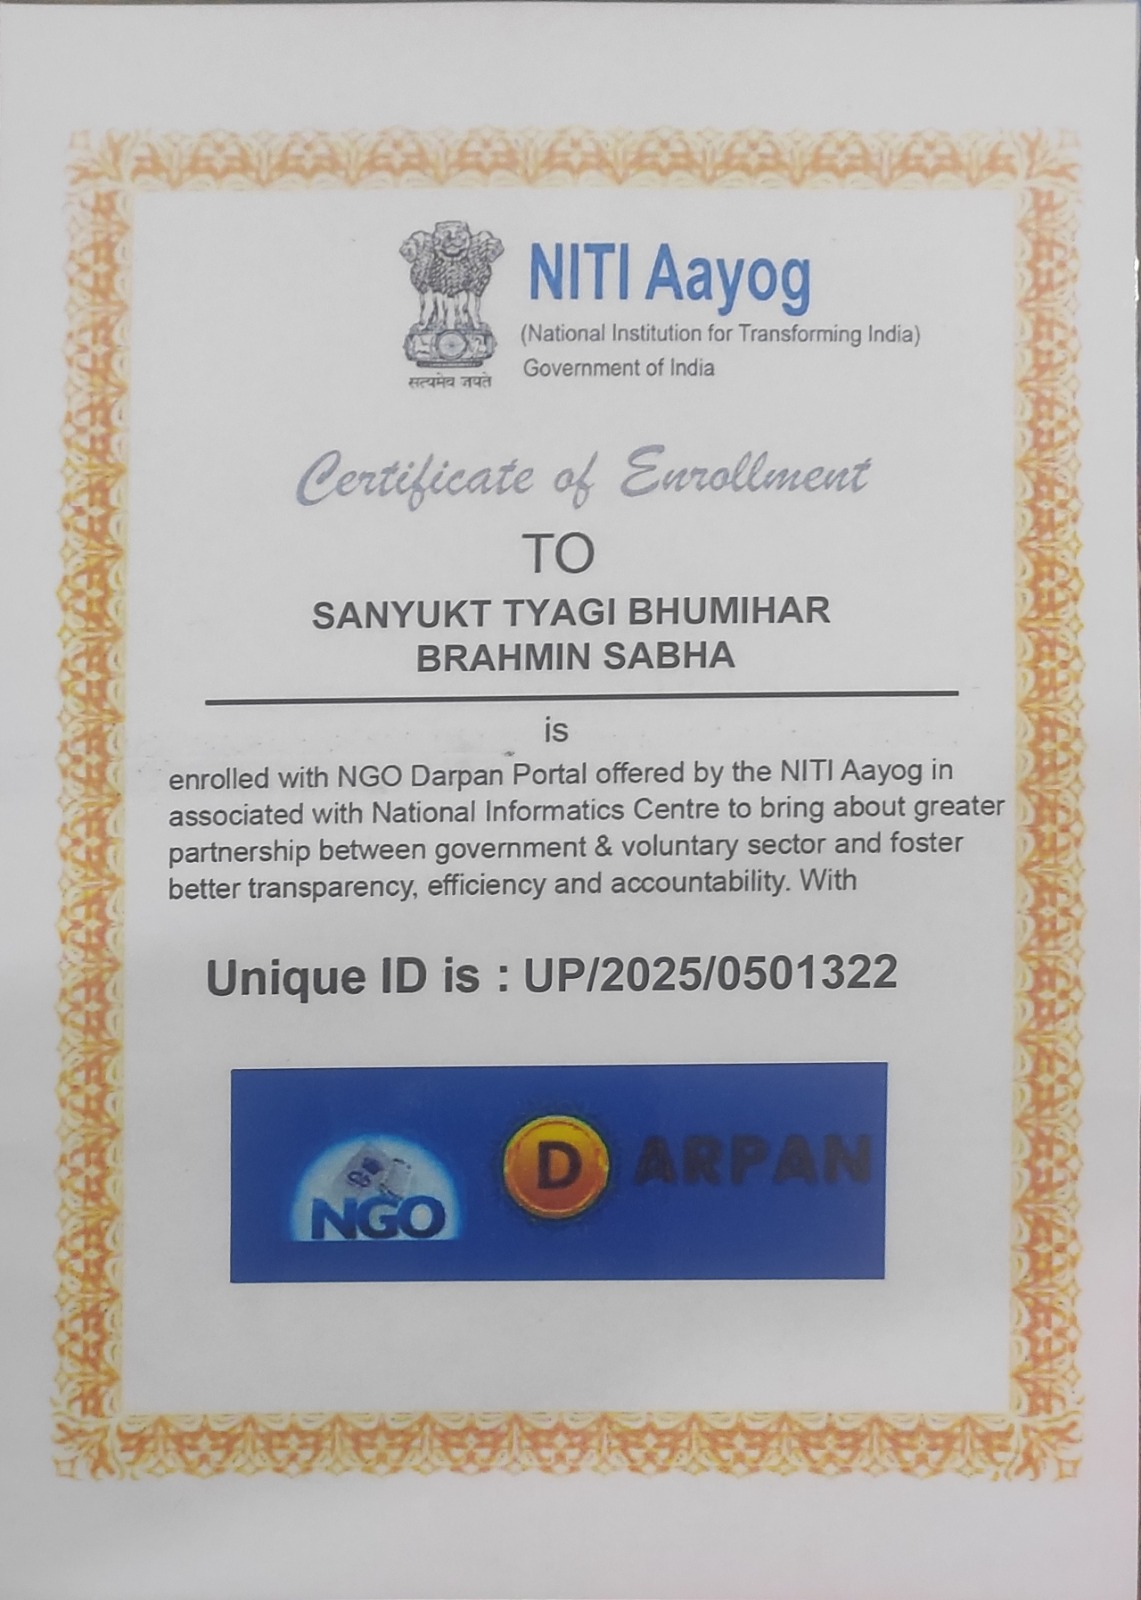 NITI Aayog
(National Institution for Transforming India)
Government of India
सत्यमेव जयते
Certificate of Enrollment
TO
SANYUKT TYAGI BHUMIHAR
BRAHMIN SABHA
is
enrolled with NGO Darpan Portal offered by the NITI Aayog in
associated with National Informatics Centre to bring about greater
partnership between government & voluntary sector and foster
better transparency, efficiency and accountability. With
Unique ID is : UP/2025/0501322
NGO DARPAN